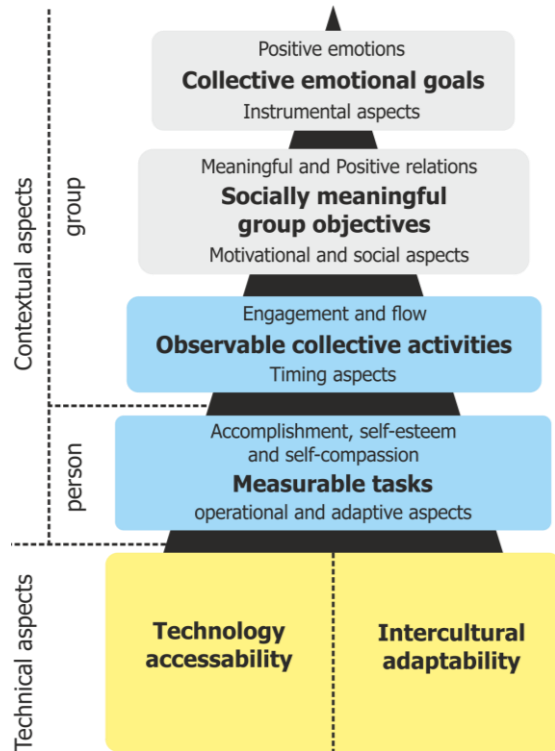 Positive emotions
Collective emotional goals
Instrumental aspects
Meaningful and Positive relations
Socially meaningful
group objectives
Motivational and social aspects
Engagement and flow
Observable collective activities
Timing aspects
Accomplishment, self-esteem
and self-compassion
Measurable tasks
operational and adaptive aspects
Technology
accessability
Intercultural
adaptability
Contextual aspects
group
person
Technical aspects